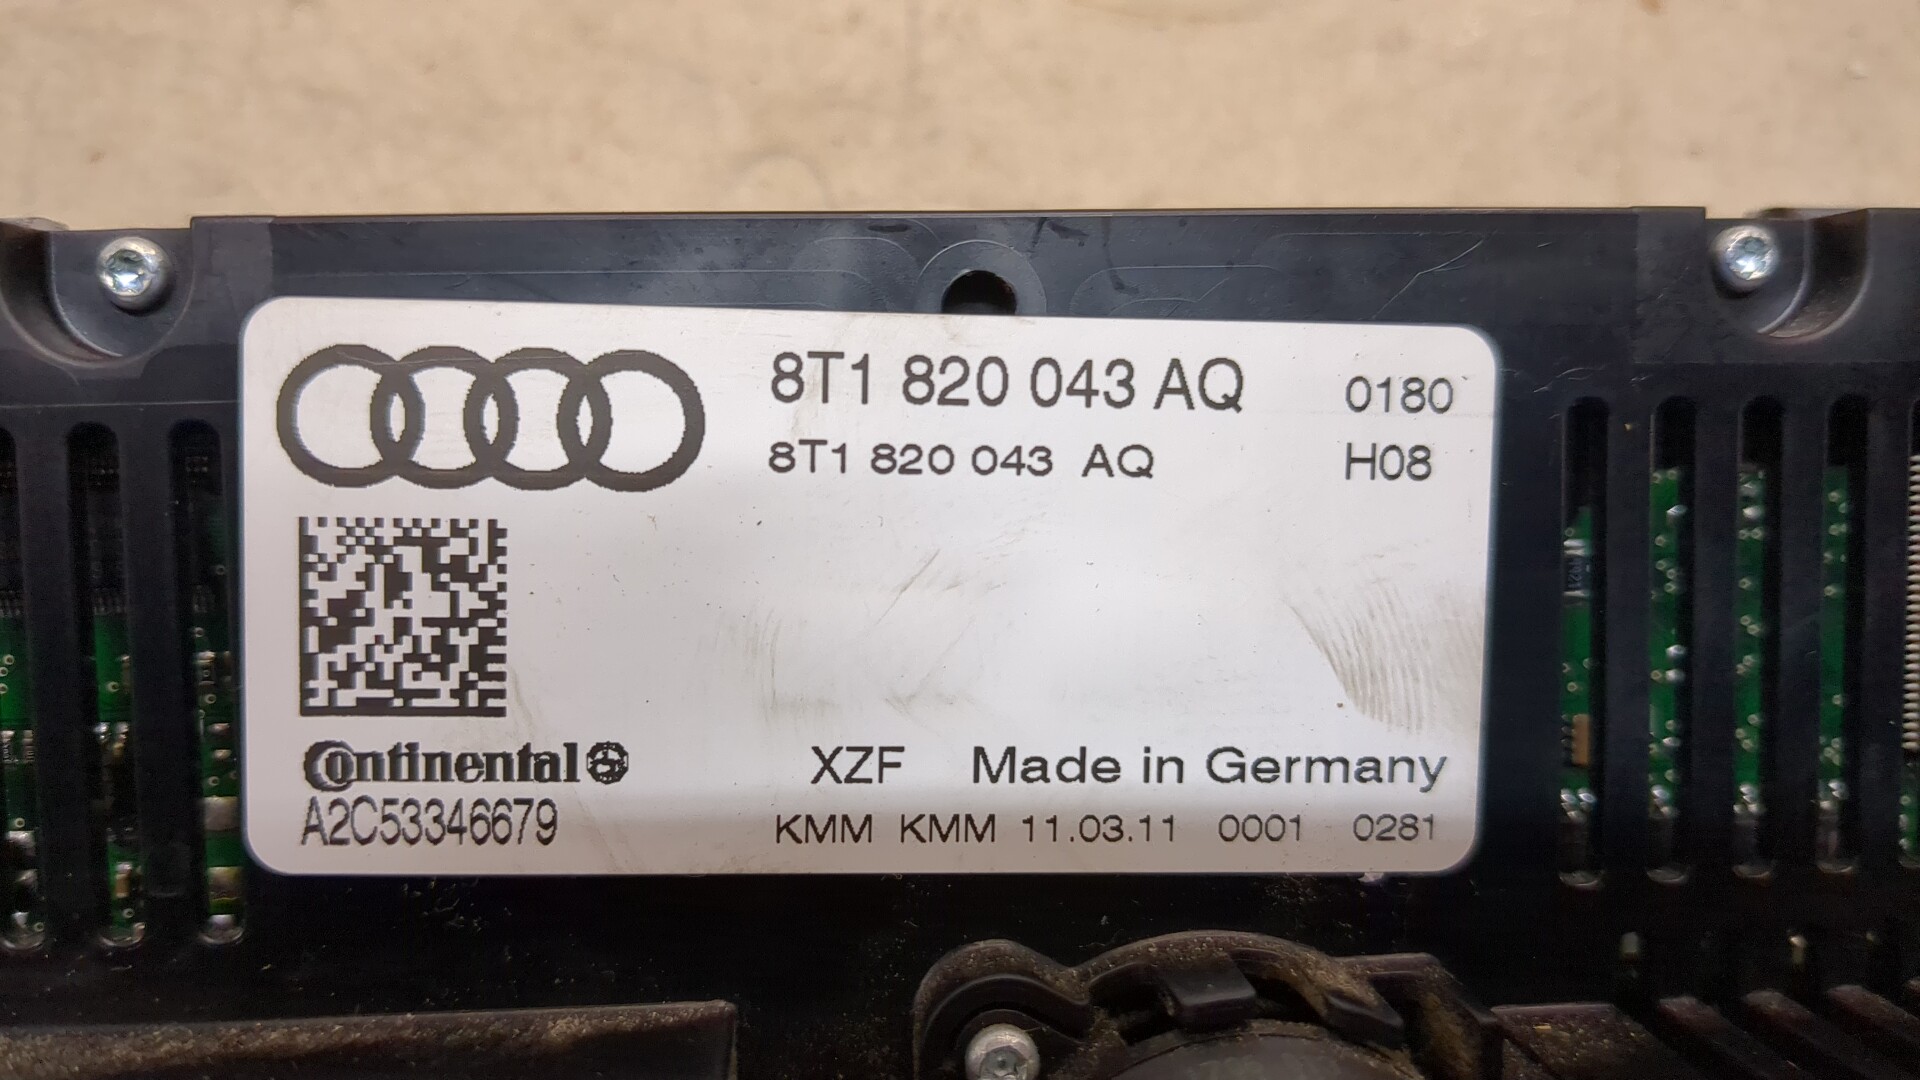 8T1 820 043 AQ 0180
8T1 820 043 AQ H08
Continental
XZF Made in Germany
A2C53346679
KMM KMM 11.03.11 0001 0281